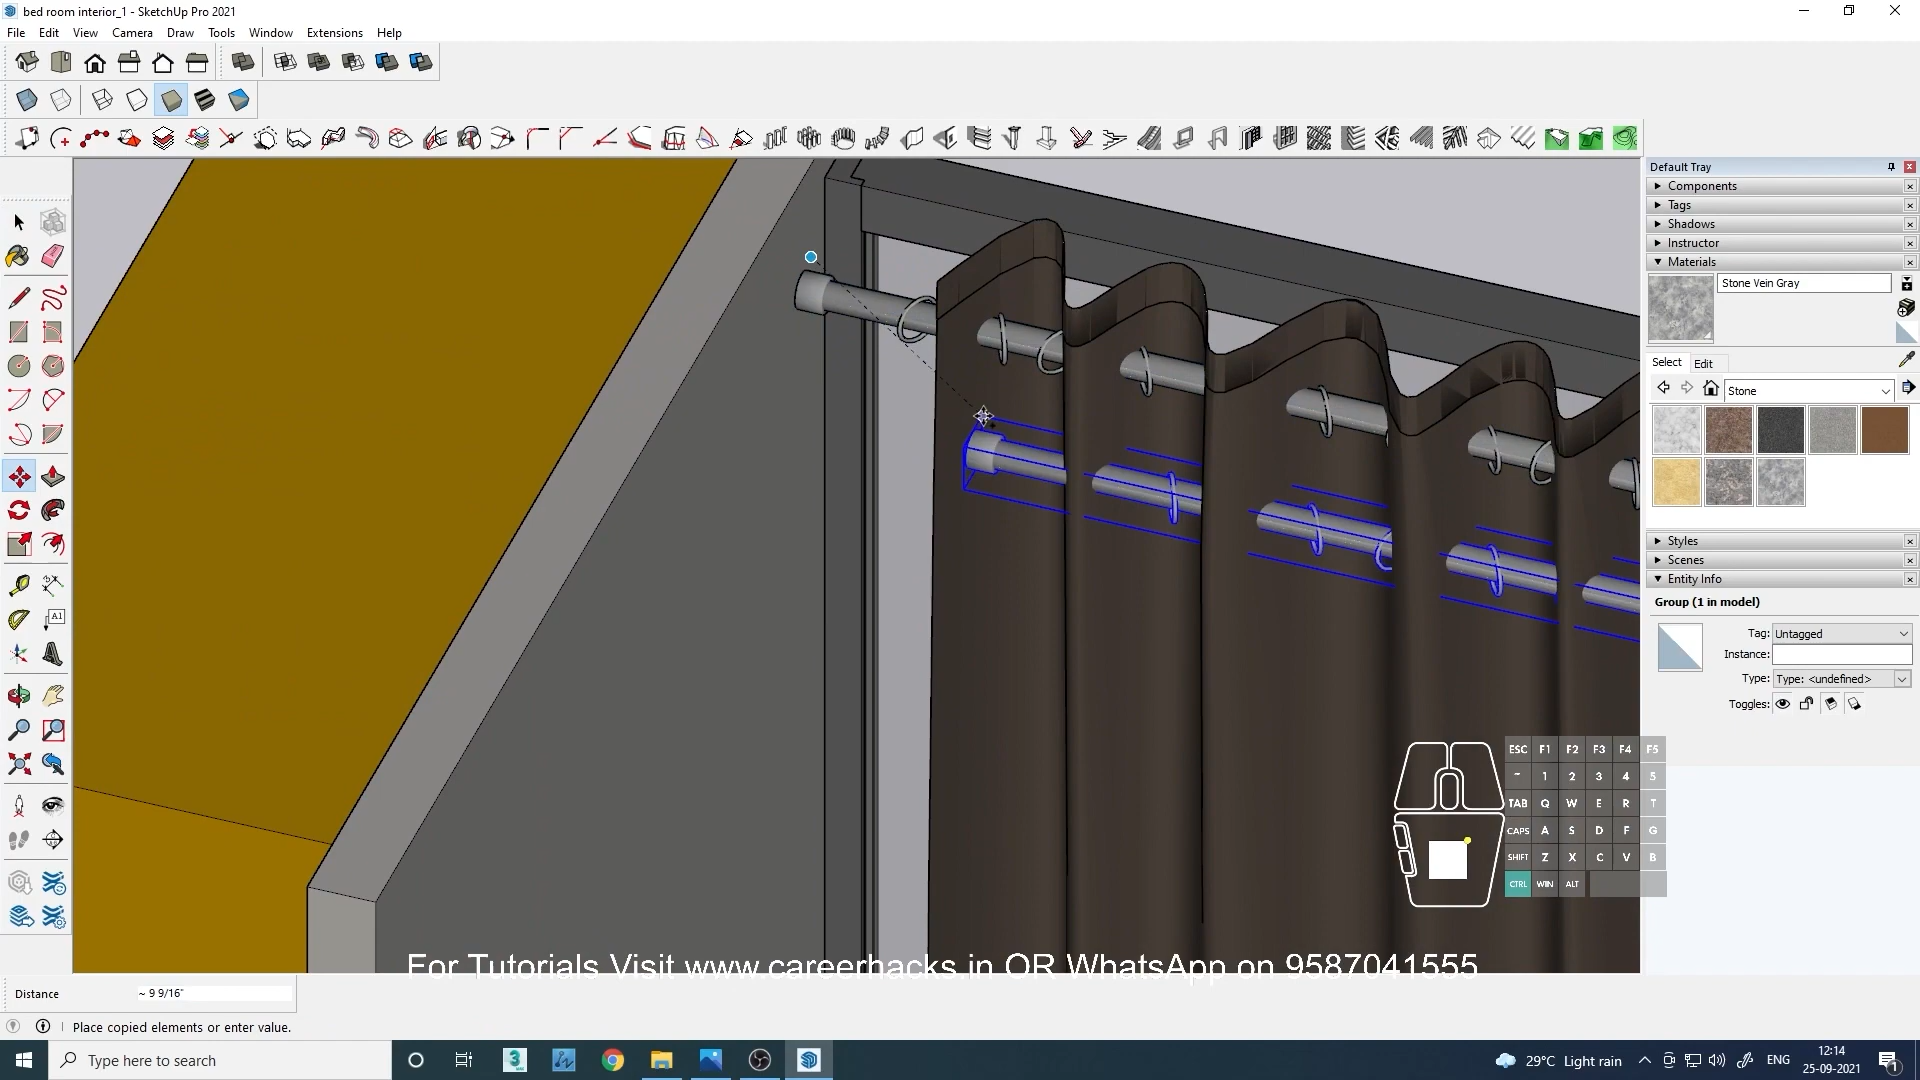 bed room interior_1 - SketchUp Pro 2021
File Edit View Camera Draw Tools Window Extensions Help
Default Tray
Components
Tags
Shadows
Instructor
Materials
Stone Vein Gray
Select Edit
Stone
Styles
Scenes
Entity Info
Group (1 in model)
Tag: Untagged
Instance:
Type: Type: <undefined>
Toggles:
A1
ESC F1 F2 F3 F4 F5
~ 1 2 3 4 5
TAB Q W E R T
CAPS A S D F G
SHIFT Z X C V B
CTRL WIN ALT
For Tutorials Visit www.careerhacks.in OR WhatsApp on 9587041555
Distance ~ 9 9/16"
Place copied elements or enter value.
Type here to search
3
29°C Light rain
ENG
12:14
25-09-2021
1